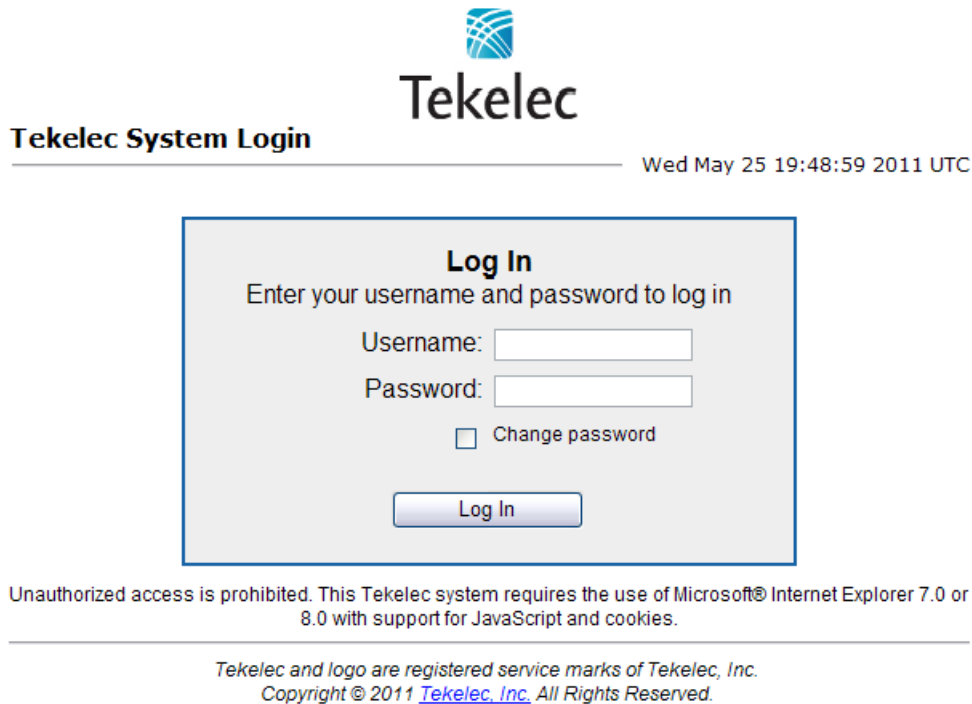 Tekelec
Tekelec System Login
Wed May 25 19:48:59 2011 UTC
Log In
Enter your username and password to log in
Username:
Password:
Change password
Log In
Unauthorized access is prohibited. This Tekelec system requires the use of Microsoft® Internet Explorer 7.0 or
8.0 with support for JavaScript and cookies.
Tekelec and logo are registered service marks of Tekelec, Inc.
Copyright © 2011 Tekelec, Inc. All Rights Reserved.